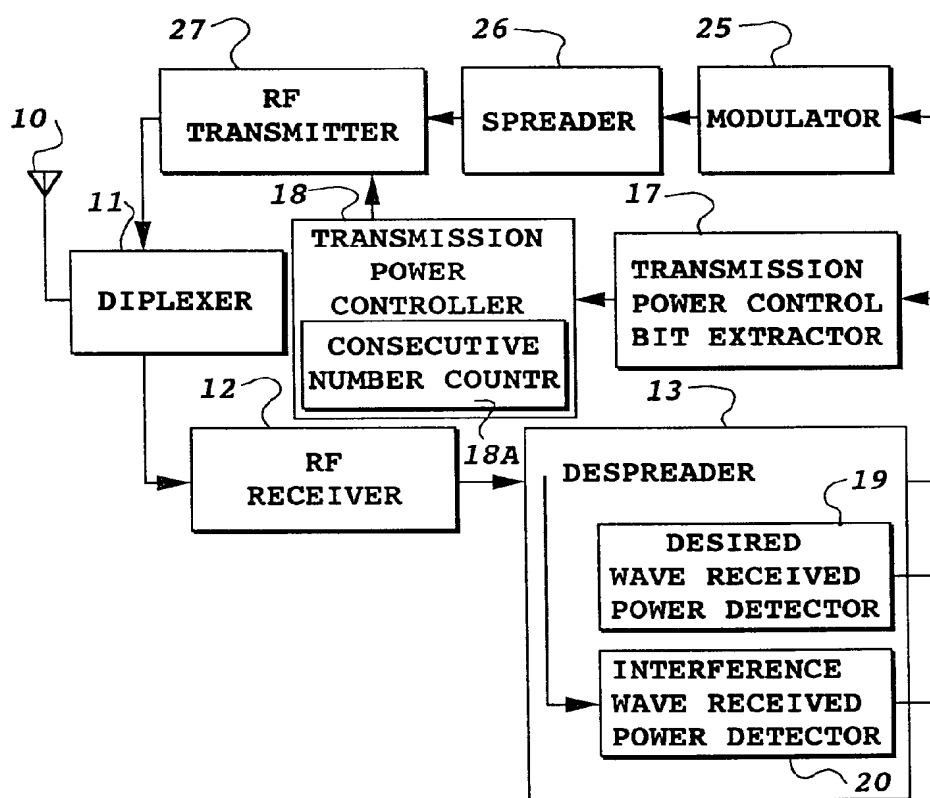 27
26
25
RF
TRANSMITTER
SPREADER
MODULATOR
10
11
18
17
TRANSMISSION
POWER
CONTROLLER
CONSECUTIVE
NUMBER COUNTR
TRANSMISSION
POWER CONTROL
BIT EXTRACTOR
DIPLEXER
12
18A
13
RF
RECEIVER
DESPREADER
19
DESIRED
WAVE RECEIVED
POWER DETECTOR
INTERFERENCE
WAVE RECEIVED
POWER DETECTOR
20